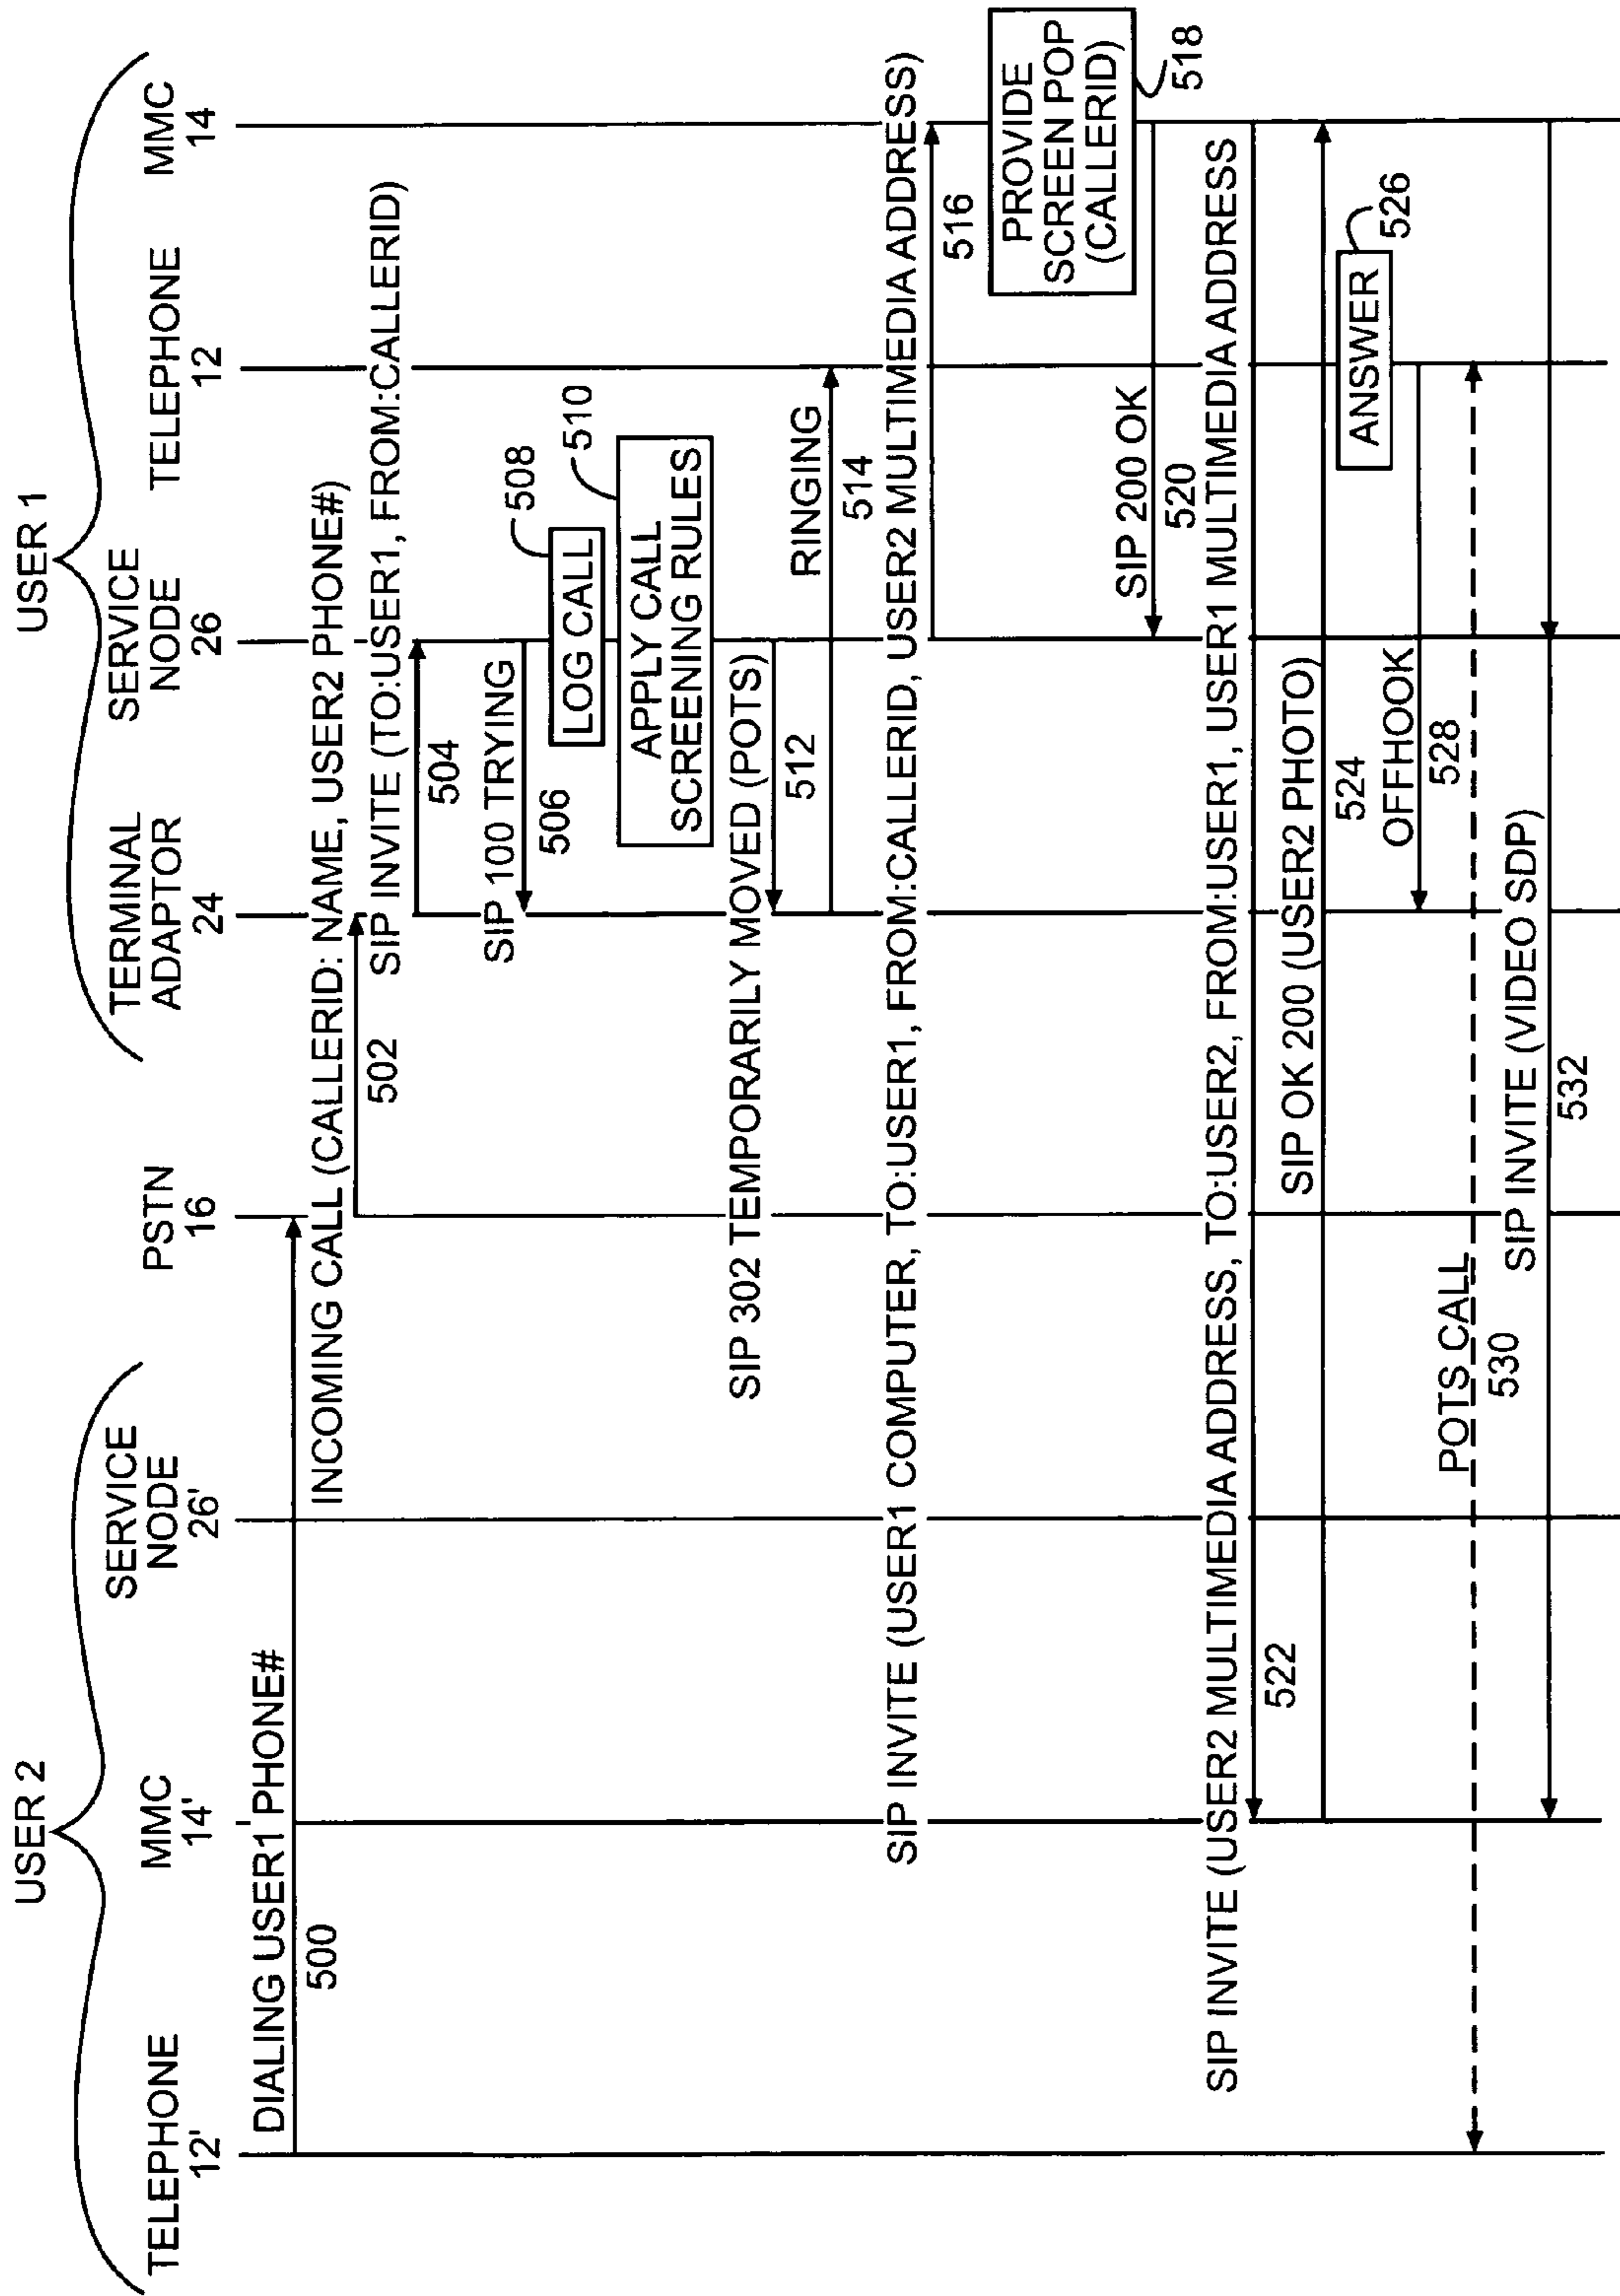 USER 2
USER 1
TELEPHONE
12'
MMC
14'
SERVICE
NODE
26'
PSTN
16
TERMINAL
ADAPTOR
24
SERVICE
NODE
26
TELEPHONE
12
MMC
14
DIALING USER1 PHONE#
500
INCOMING CALL (CALLERID: NAME, USER2 PHONE#)
502
SIP INVITE (TO:USER1, FROM:CALLERID)
504
SIP 100 TRYING
506
LOG CALL
508
APPLY CALL
SCREENING RULES
510
SIP 302 TEMPORARILY MOVED (POTS)
512
RINGING
514
SIP INVITE (USER1 COMPUTER, TO:USER1, FROM:CALLERID, USER2 MULTIMEDIA ADDRESS)
516
PROVIDE
SCREEN POP
(CALLERID)
518
SIP 200 OK
520
SIP INVITE (USER2 MULTIMEDIA ADDRESS, TO:USER2, FROM:USER1, USER1 MULTIMEDIA ADDRESS
522
SIP OK 200 (USER2 PHOTO)
524
ANSWER
526
OFFHOOK
528
POTS CALL
530
SIP INVITE (VIDEO SDP)
532